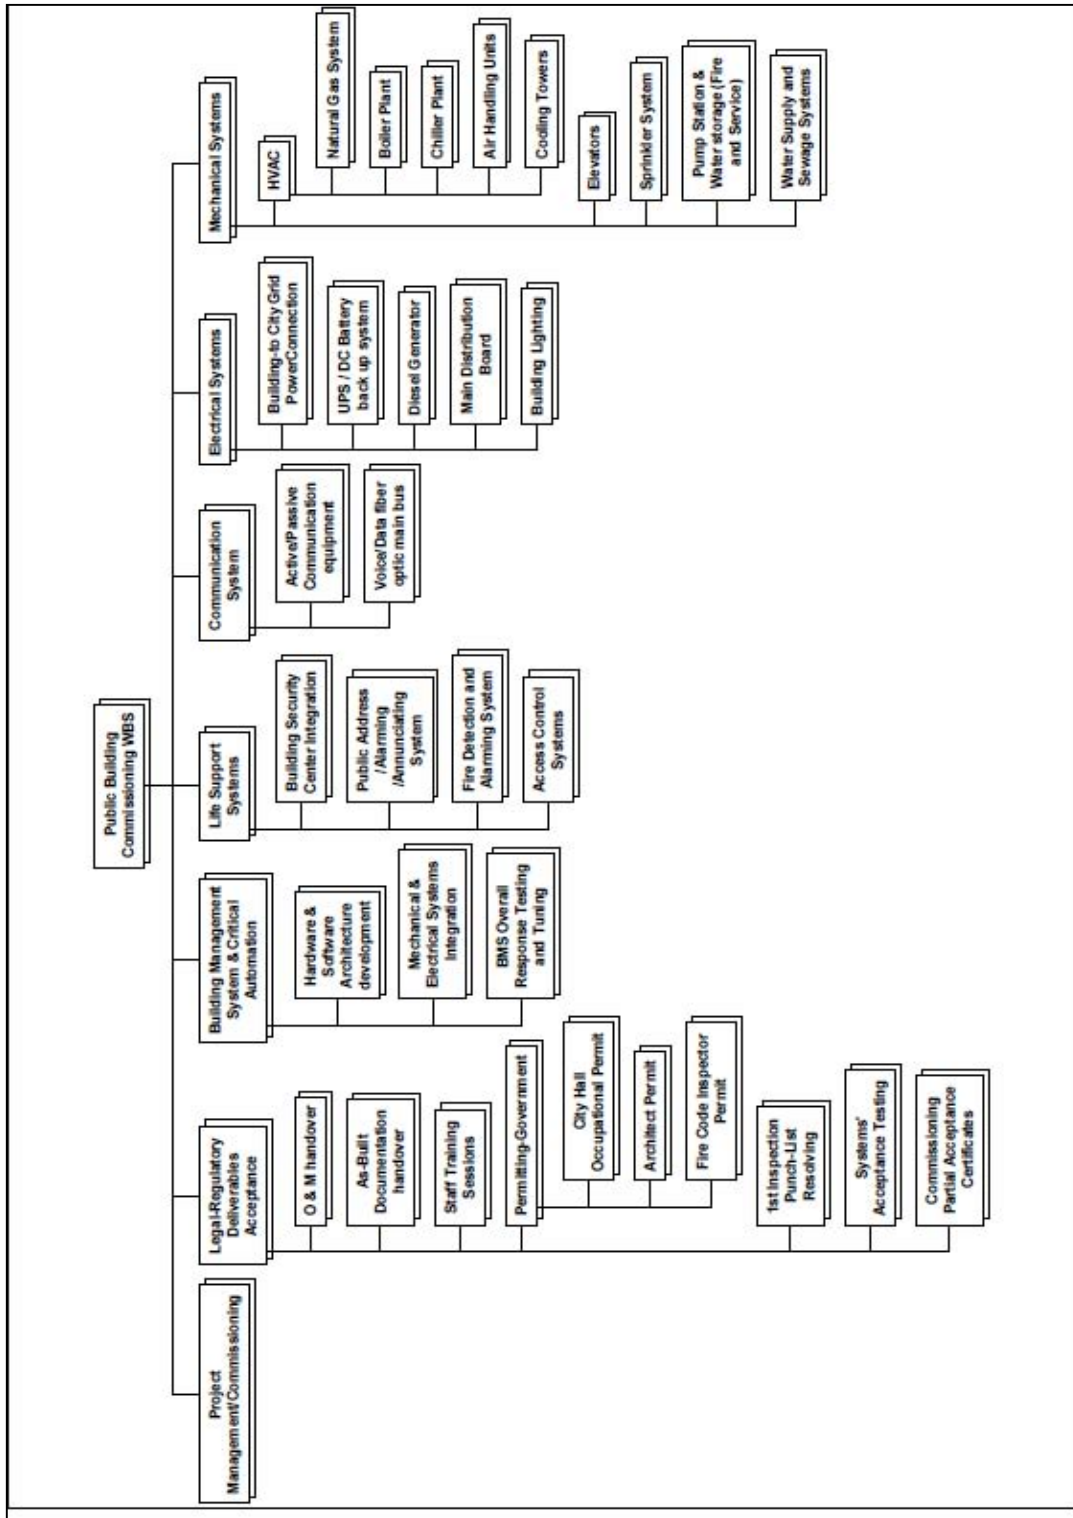 Public Building
Commissioning WBS
Project
Management/Commissioning
Legal-Regulatory
Deliverables
Acceptance
O & M handover
As-Built
Documentation
handover
Staff Training
Sessions
Permitting-Government
City Hall
Occupational Permit
Architect Permit
Fire Code Inspector
Permit
1st Inspection
Punch-List
Resolving
Systems'
Acceptance Testing
Commissioning
Partial Acceptance
Certificates
Building Management
System & Critical
Automation
Hardware &
Software
Architecture
development
Mechanical &
Electrical Systems
Integration
BMS Overall
Response Testing
and Tuning
Life Support
Systems
Building Security
Center Integration
Public Address
/Alarming
/Annunciating
System
Fire Detection and
Alarming System
Access Control
Systems
Communication
System
Active/Passive
Communication
equipment
Voice/Data fiber
optic main bus
Electrical Systems
Building-to City Grid
PowerConnection
UPS / DC Battery
back up system
Diesel Generator
Main Distribution
Board
Building Lighting
Mechanical Systems
HVAC
Natural Gas System
Boiler Plant
Chiller Plant
Air Handling Units
Cooling Towers
Elevators
Sprinkler System
Pump Station &
Water storage (Fire
and Service)
Water Supply and
Sewage Systems